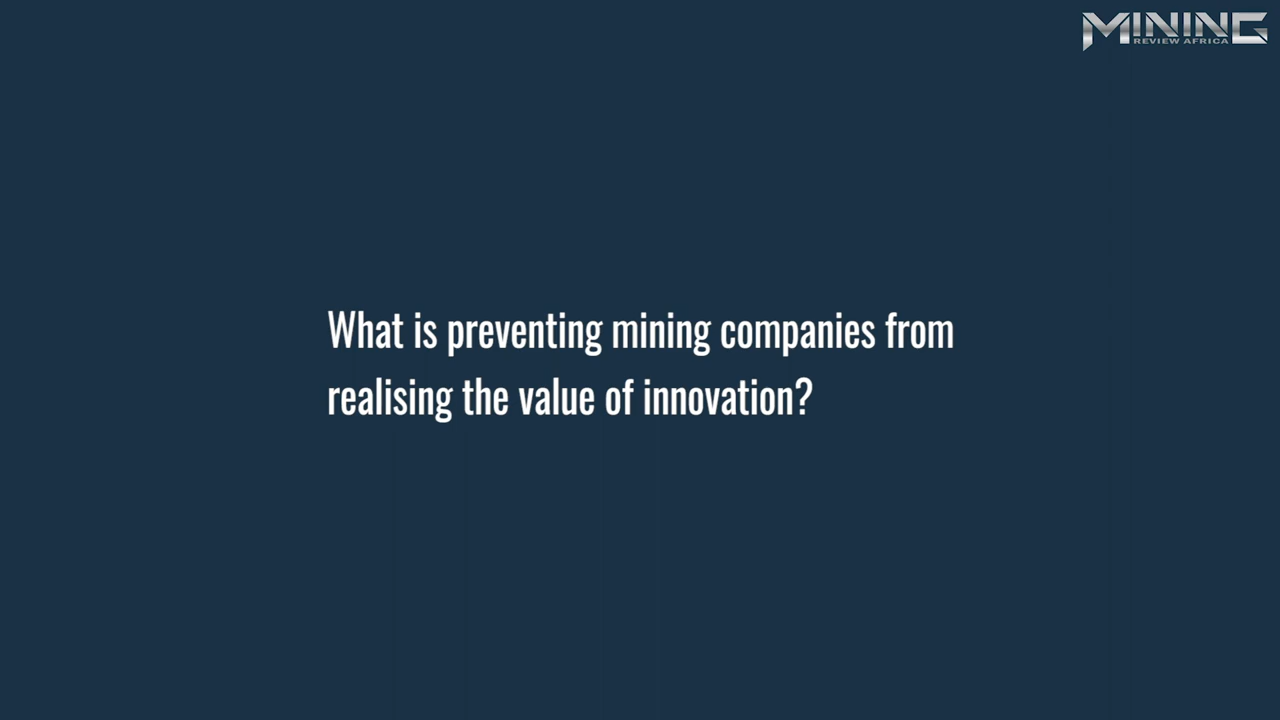 MINING
REVIEW AFRICA
What is preventing mining companies from
realising the value of innovation?